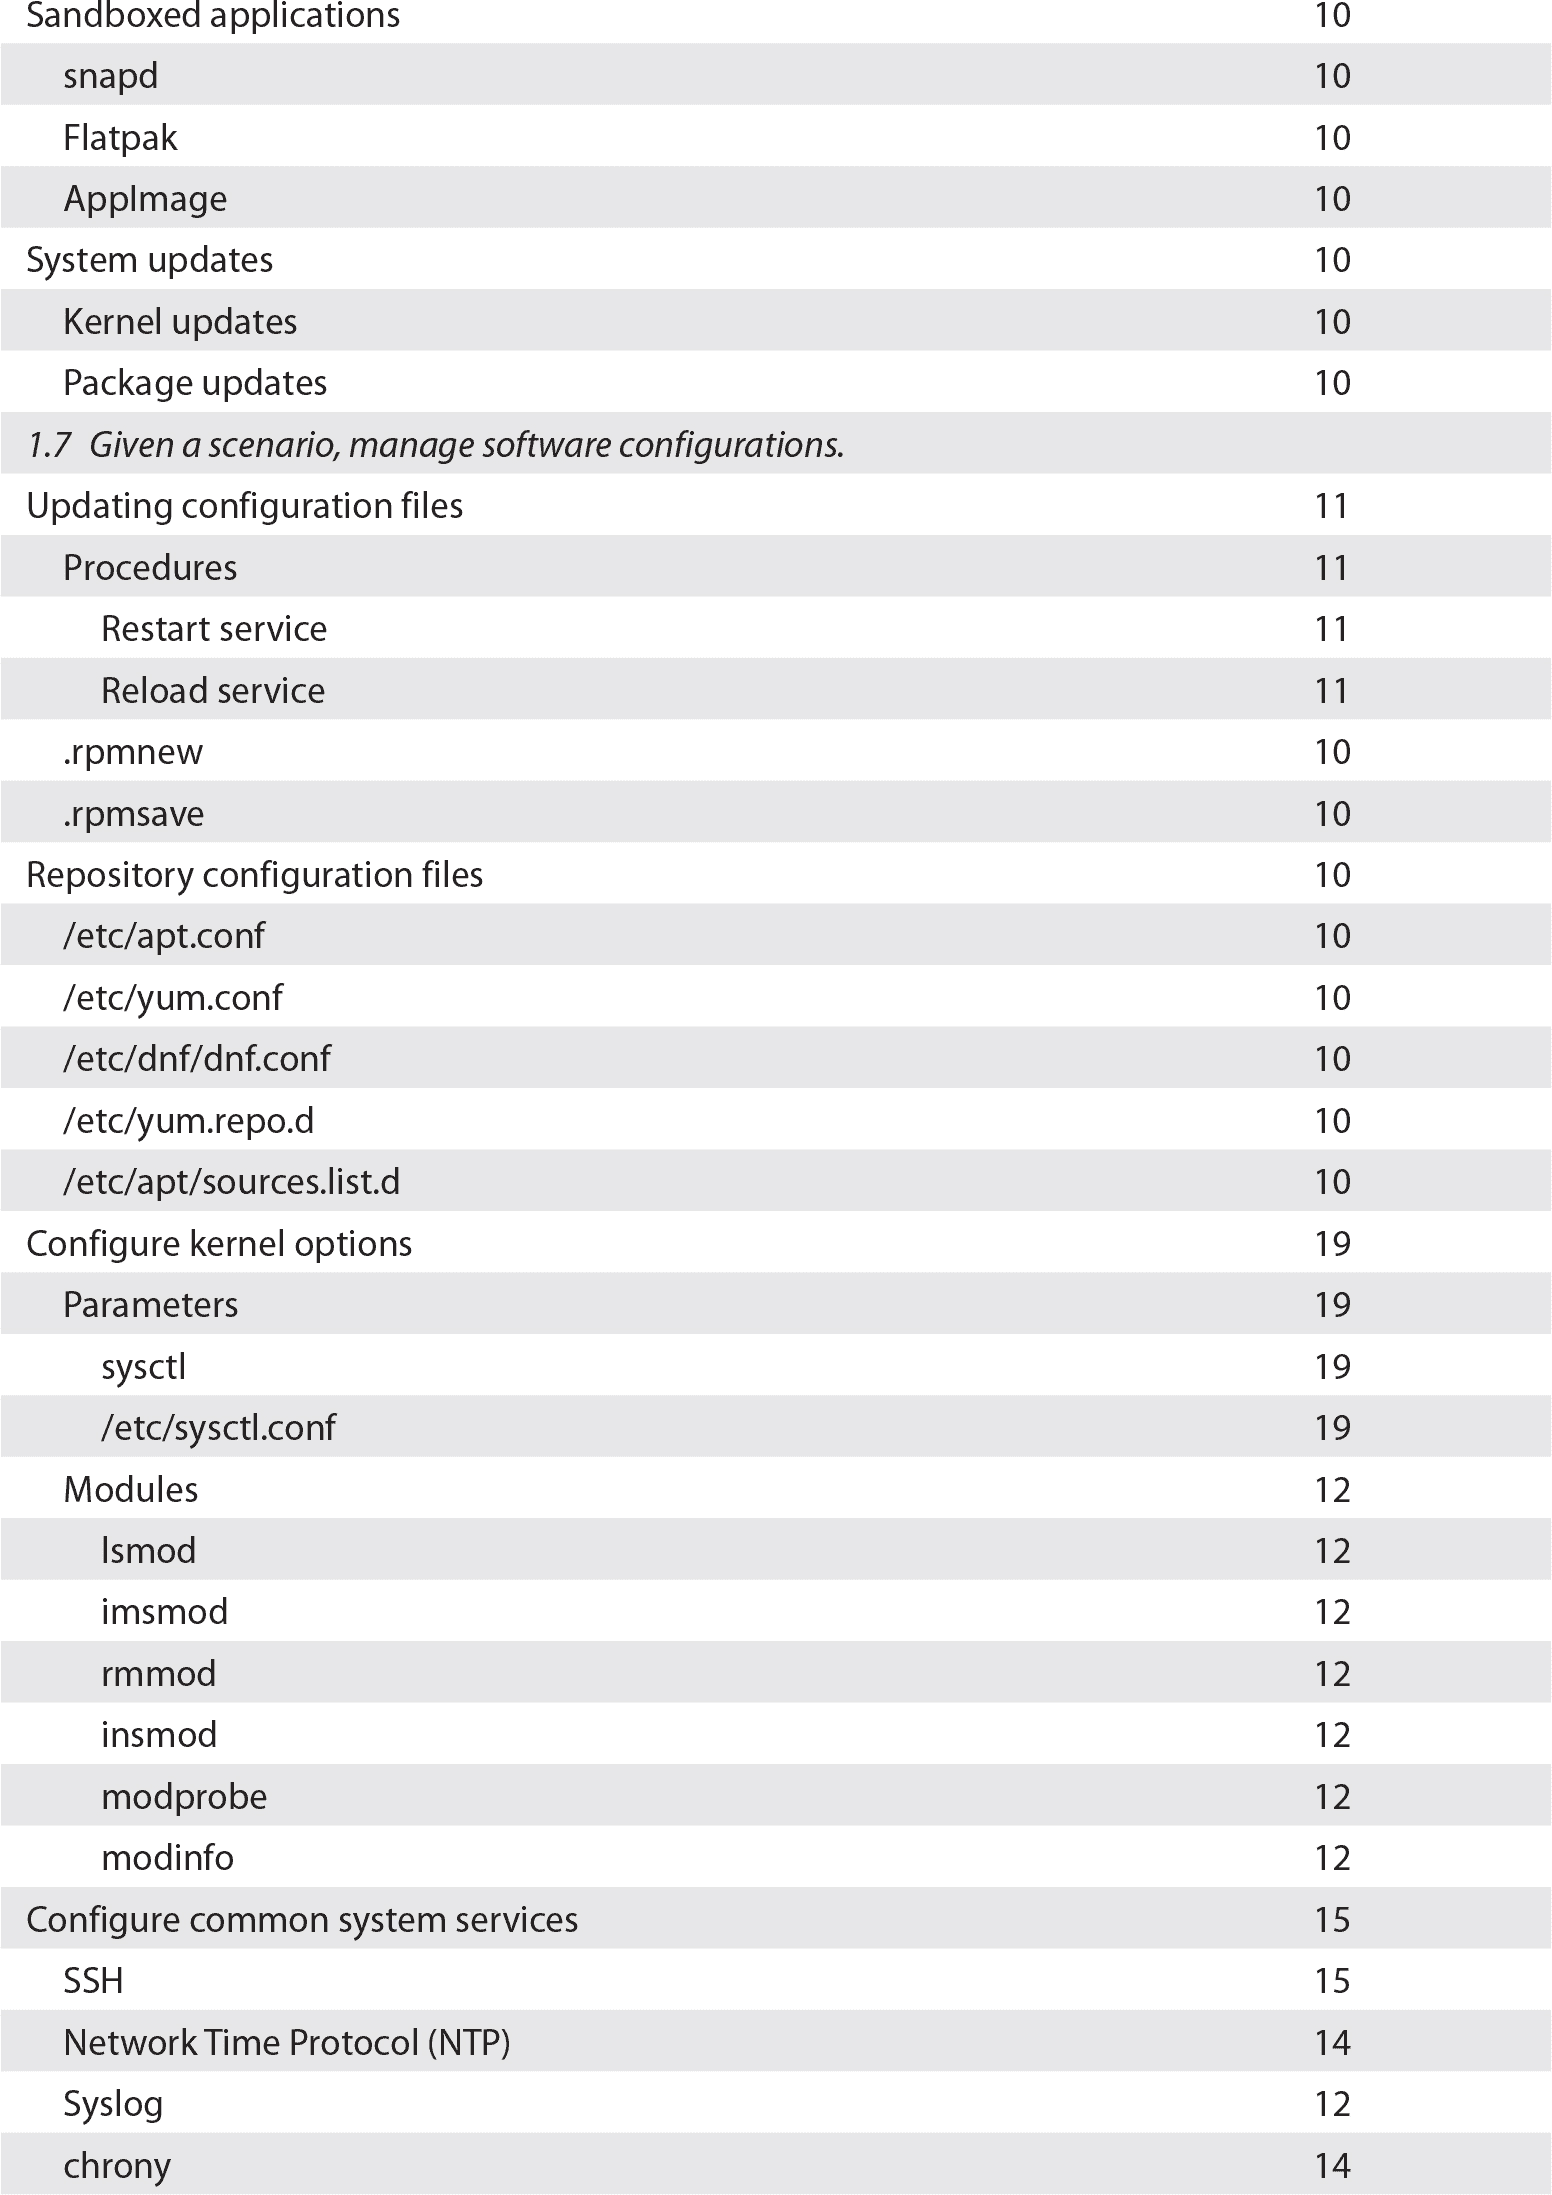 Sandboxed applications 10
snapd 10
Flatpak 10
AppImage 10
System updates 10
Kernel updates 10
Package updates 10
1.7 Given a scenario, manage software configurations.
Updating configuration files 11
Procedures 11
Restart service 11
Reload service 11
.rpmnew 10
.rpmsave 10
Repository configuration files 10
/etc/apt.conf 10
/etc/yum.conf 10
/etc/dnf/dnf.conf 10
/etc/yum.repo.d 10
/etc/apt/sources.list.d 10
Configure kernel options 19
Parameters 19
sysctl 19
/etc/sysctl.conf 19
Modules 12
lsmod 12
imsmod 12
rmmod 12
insmod 12
modprobe 12
modinfo 12
Configure common system services 15
SSH 15
Network Time Protocol (NTP) 14
Syslog 12
chrony 14